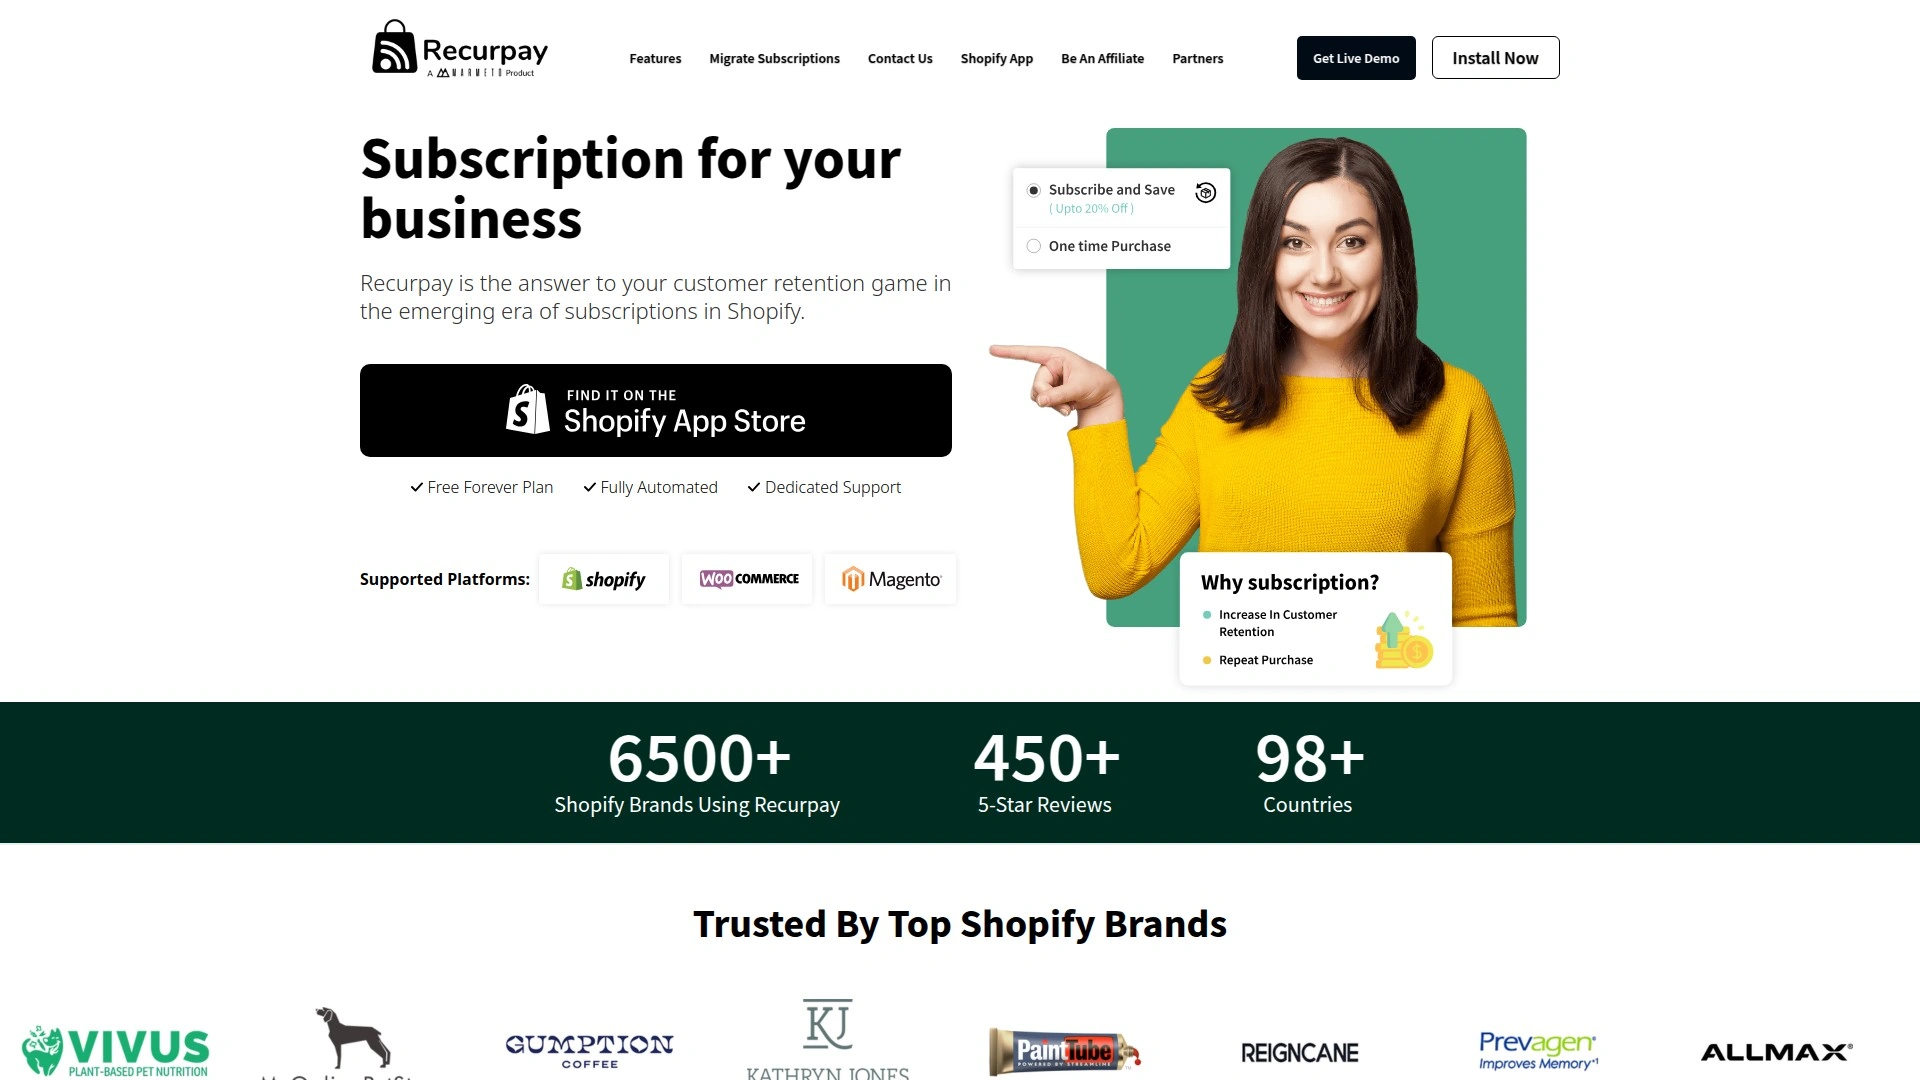 Recurpay
A MARMETO Product
Features
Migrate Subscriptions
Contact Us
Shopify App
Be An Affiliate
Partners
Get Live Demo
Install Now
Subscription for your
business
Recurpay is the answer to your customer retention game in
the emerging era of subscriptions in Shopify.
FIND IT ON THE
Shopify App Store
Free Forever Plan
Fully Automated
Dedicated Support
Supported Platforms:
shopify
WOO COMMERCE
Magento
Subscribe and Save
( Upto 20% Off )
One time Purchase
Why subscription?
Increase In Customer
Retention
Repeat Purchase
6500+
Shopify Brands Using Recurpay
450+
5-Star Reviews
98+
Countries
Trusted By Top Shopify Brands
VIVUS
PLANT-BASED PET NUTRITION
GUMPTION
COFFEE
KJ
KATHRYN JONES
PaintTube
POWERED BY STREAMLINE
REIGNCANE
Prevagen®
Improves Memory*1
ALLMAX®